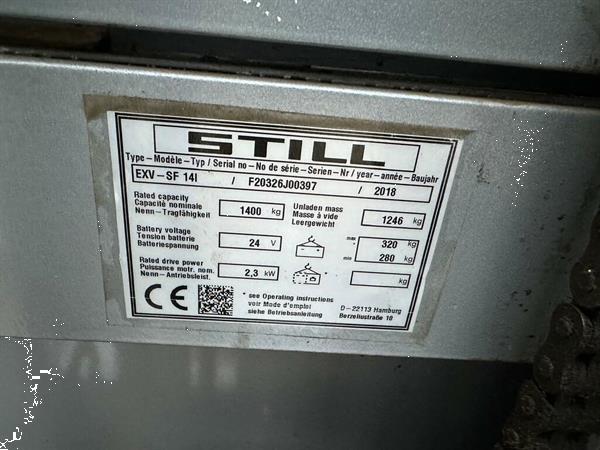 STILL
Type – Modèle – Typ / Serial no – No de série – Serien – Nr / year – année – Baujahr
EXV – SF 14I / F20326J00397 / 2018
Rated capacity
Capacité nominale
Nenn – Tragfähigkeit
1400 kg
Unladen mass
Masse à vide
Leergewicht
1246 kg
Battery voltage
Tension batterie
Batteriespannung
24 V
max 320 kg
min 280 kg
Rated drive power
Puissance motr. nom.
Nenn – Antriebsleist.
2,3 kW
kg
CE
* see Operating instructions
voir Mode d'emploi
siehe Betriebsanleitung
D – 22113 Hamburg
Berzeliusstraße 10